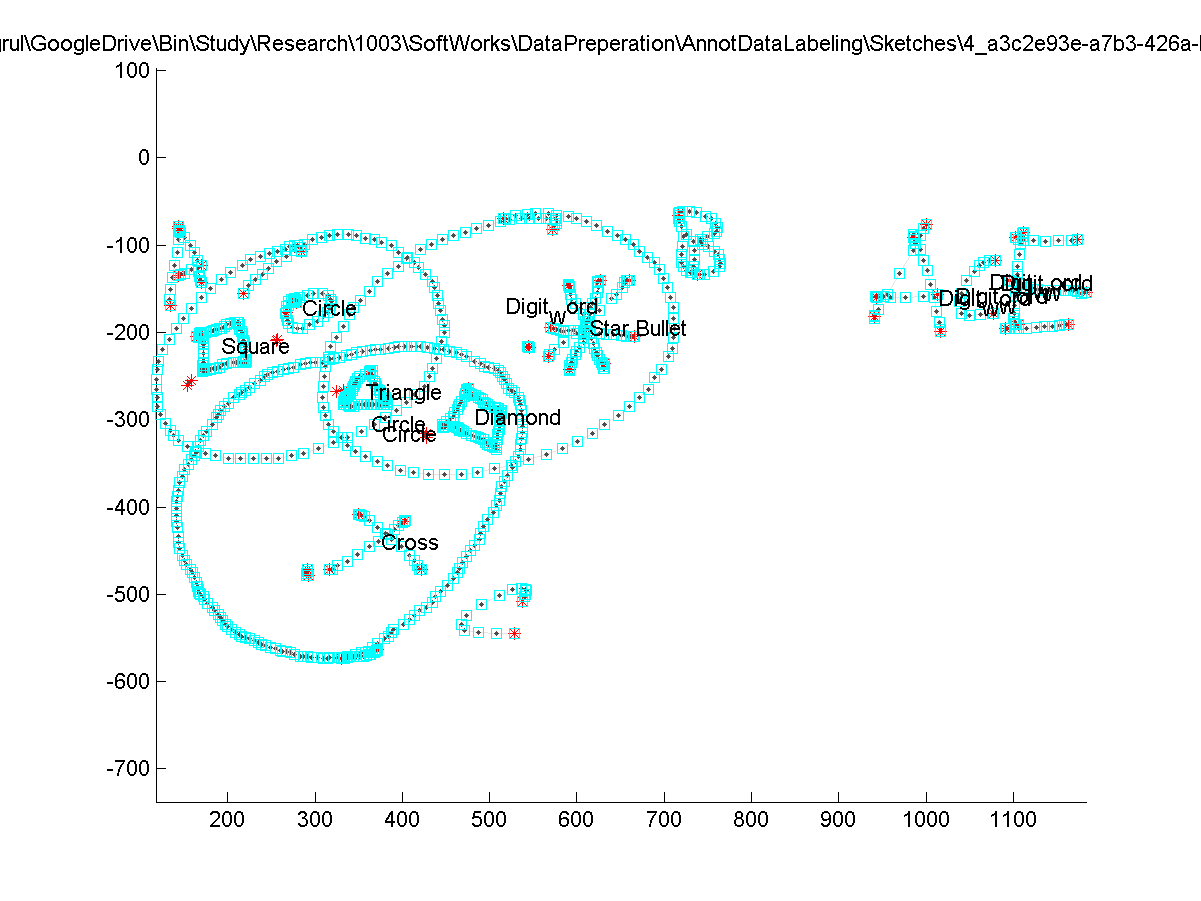 grul\GoogleDrive\Bin\Study\Research\1003\SoftWorks\DataPreperation\AnnotDataLabeling\Sketches\4_a3c2e93e-a7b3-426a-
100
0
-100
-200
-300
-400
-500
-600
-700
A
B
C
Circle
Square
Digit ord
w
Star Bullet
Triangle
Diamond
Circle
Circle
Cross
A
C
E
200 300 400 500 600 700 800 900 1000 1100